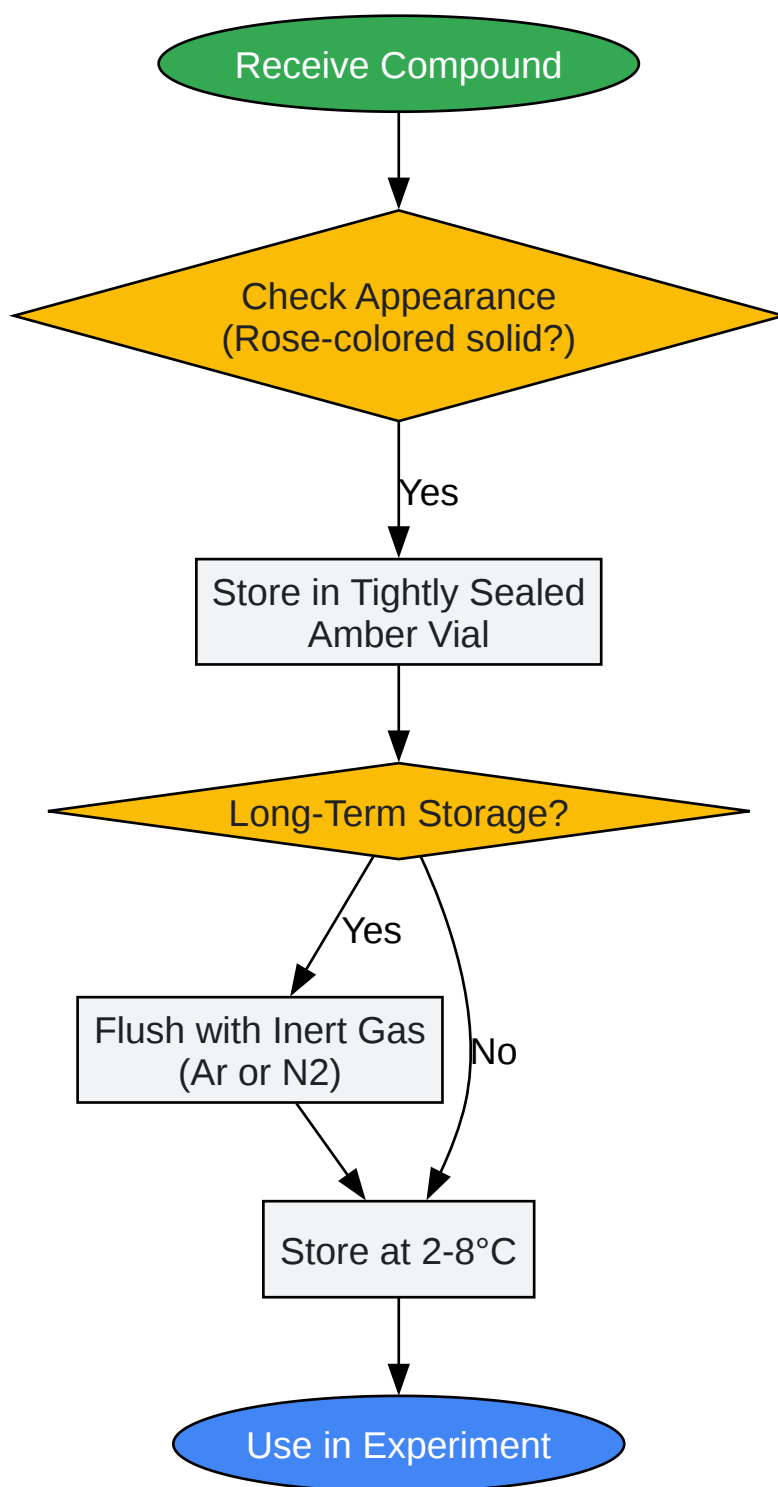 Receive Compound
Check Appearance
(Rose-colored solid?)
Yes
Store in Tightly Sealed
Amber Vial
Long-Term Storage?
Yes
Flush with Inert Gas
(Ar or N2)
No
Store at 2-8°C
Use in Experiment